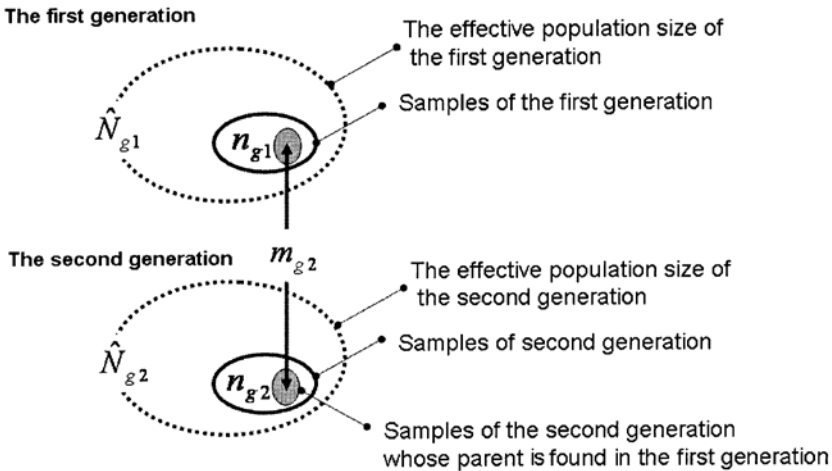 The first generation
The effective population size of
the first generation
Samples of the first generation
N̂g1
ng1
The second generation
mg2
The effective population size of
the second generation
Samples of second generation
N̂g2
ng2
Samples of the second generation
whose parent is found in the first generation